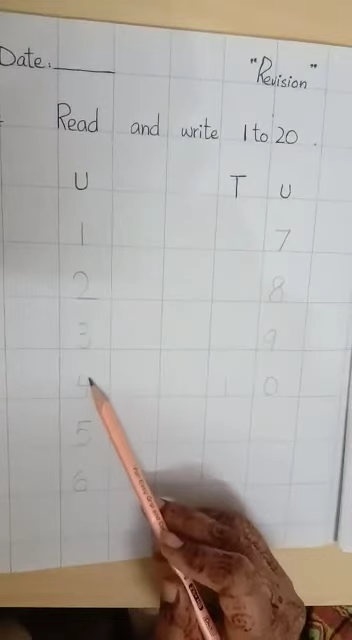 Date: ____ "Revision"
Read and write 1 to 20.
U T U
1 7
2 8
3 9
4 1 0
5
6